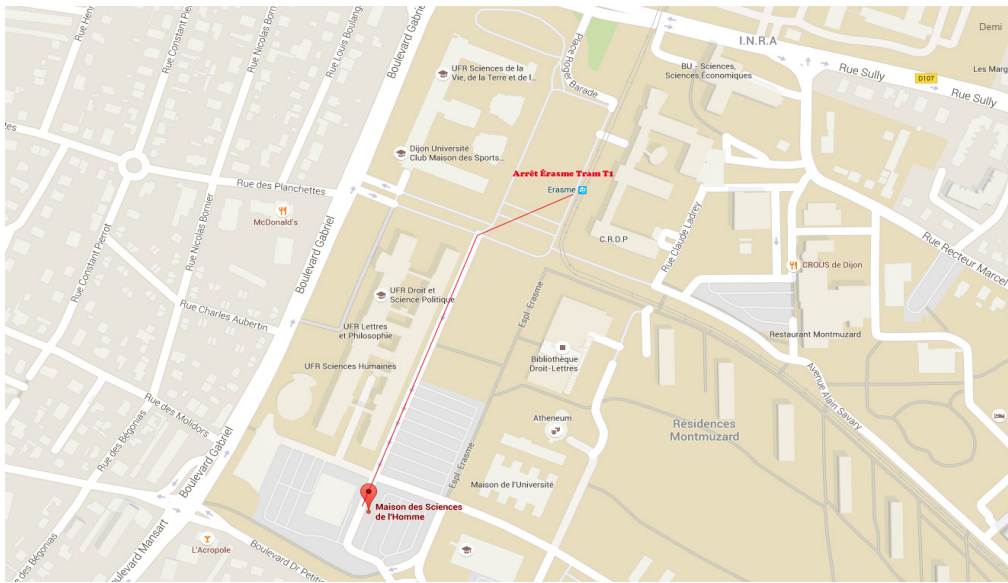 Rue Constant Pierrot
Rue Nicolas Bornier
Rue Louis Boulang
Boulevard Gabriel
UFR Sciences de la
Vie, de la Terre et de l...
Place Roger Barade
I.N.R.A
Demi
BU - Sciences,
Sciences Économiques
Rue Sully
D107
Rue Sully
Les Marg
Dijon Université
Club Maison des Sports...
Arrêt Érasme Tram T1
Erasme
Rue des Planchettes
McDonald's
Rue Constant Pierrot
Rue Nicolas Bornier
Boulevard Gabriel
C.R.D.P
Rue Claude Ladrey
Rue Recteur Marcel
CROUS de Dijon
UFR Droit et
Science Politique
Espl. Erasme
Rue Charles Aubertin
UFR Lettres
et Philosophie
Restaurant Montmuzard
UFR Sciences Humaines
Bibliothèque
Droit-Lettres
Avenue Alain Savary
Rue des Molidors
Rue des Bégonias
Atheneum
Résidences
Montmuzard
Boulevard Gabriel
Espl. Erasme
Maison de l'Université
Maison des Sciences
de l'Homme
Boulevard Mansart
L'Acropole
Rue des Bégonias
Boulevard Dr Petitje